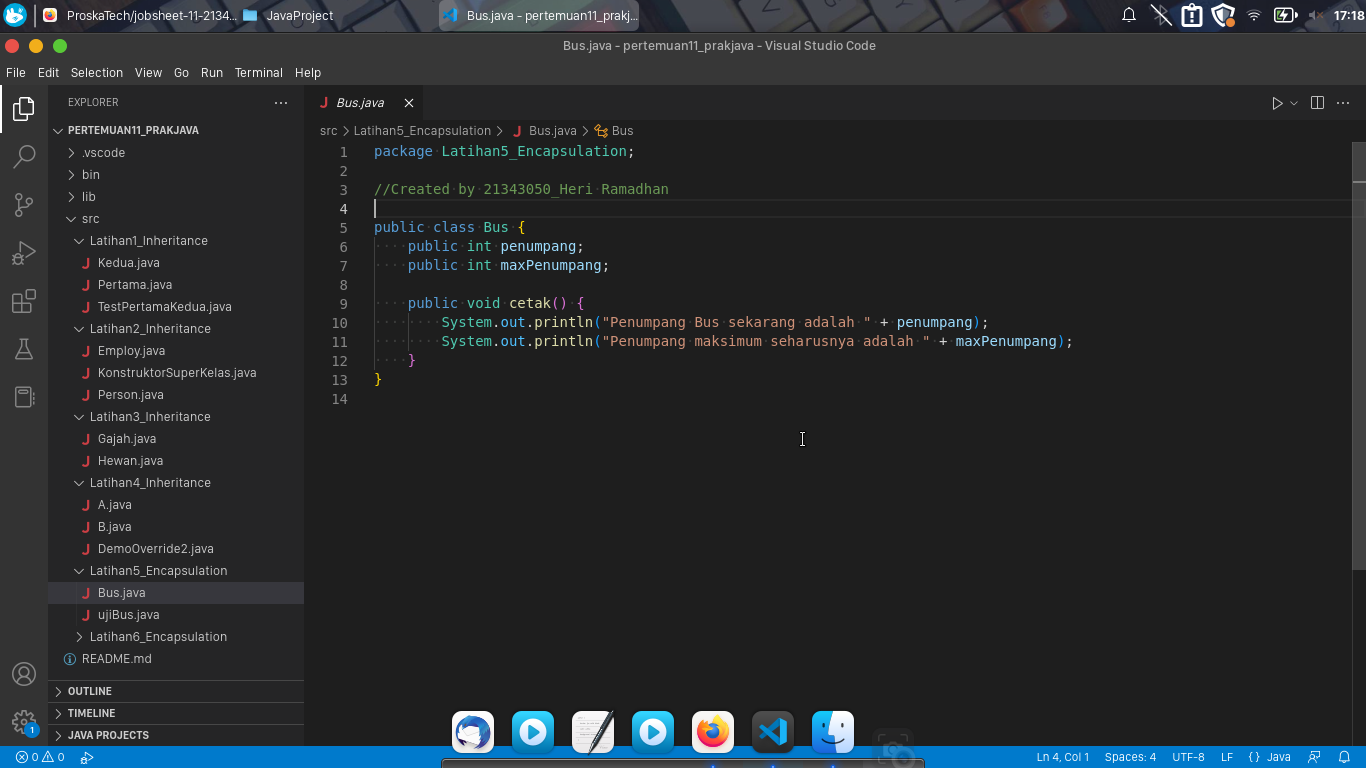 ProskaTech/jobsheet-11-2134...
JavaProject
Bus.java - pertemuan11_prakj...
17:18
Bus.java - pertemuan11_prakjava - Visual Studio Code
File Edit Selection View Go Run Terminal Help
EXPLORER
PERTEMUAN11_PRAKJAVA
.vscode
bin
lib
src
Latihan1_Inheritance
Kedua.java
Pertama.java
TestPertamaKedua.java
Latihan2_Inheritance
Employ.java
KonstruktorSuperKelas.java
Person.java
Latihan3_Inheritance
Gajah.java
Hewan.java
Latihan4_Inheritance
A.java
B.java
DemoOverride2.java
Latihan5_Encapsulation
Bus.java
ujiBus.java
Latihan6_Encapsulation
README.md
OUTLINE
TIMELINE
JAVA PROJECTS
Bus.java
src > Latihan5_Encapsulation > Bus.java > Bus
1 package Latihan5_Encapsulation;
2
3 //Created by 21343050_Heri Ramadhan
4
5 public class Bus {
6     public int penumpang;
7     public int maxPenumpang;
8
9     public void cetak() {
10         System.out.println("Penumpang Bus sekarang adalah " + penumpang);
11         System.out.println("Penumpang maksimum seharusnya adalah " + maxPenumpang);
12     }
13 }
14
1
0 0
Ln 4, Col 1 Spaces: 4 UTF-8 LF {} Java